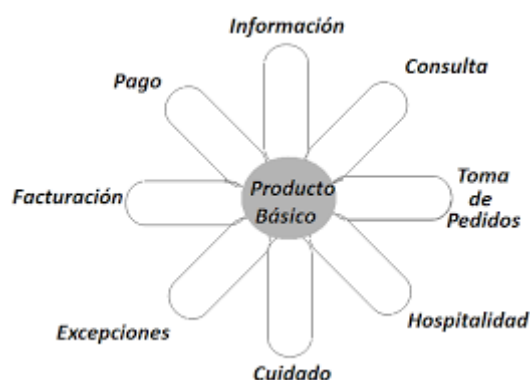 Información
Consulta
Pago
Toma
de
Pedidos
Facturación
Producto
Básico
Hospitalidad
Excepciones
Cuidado